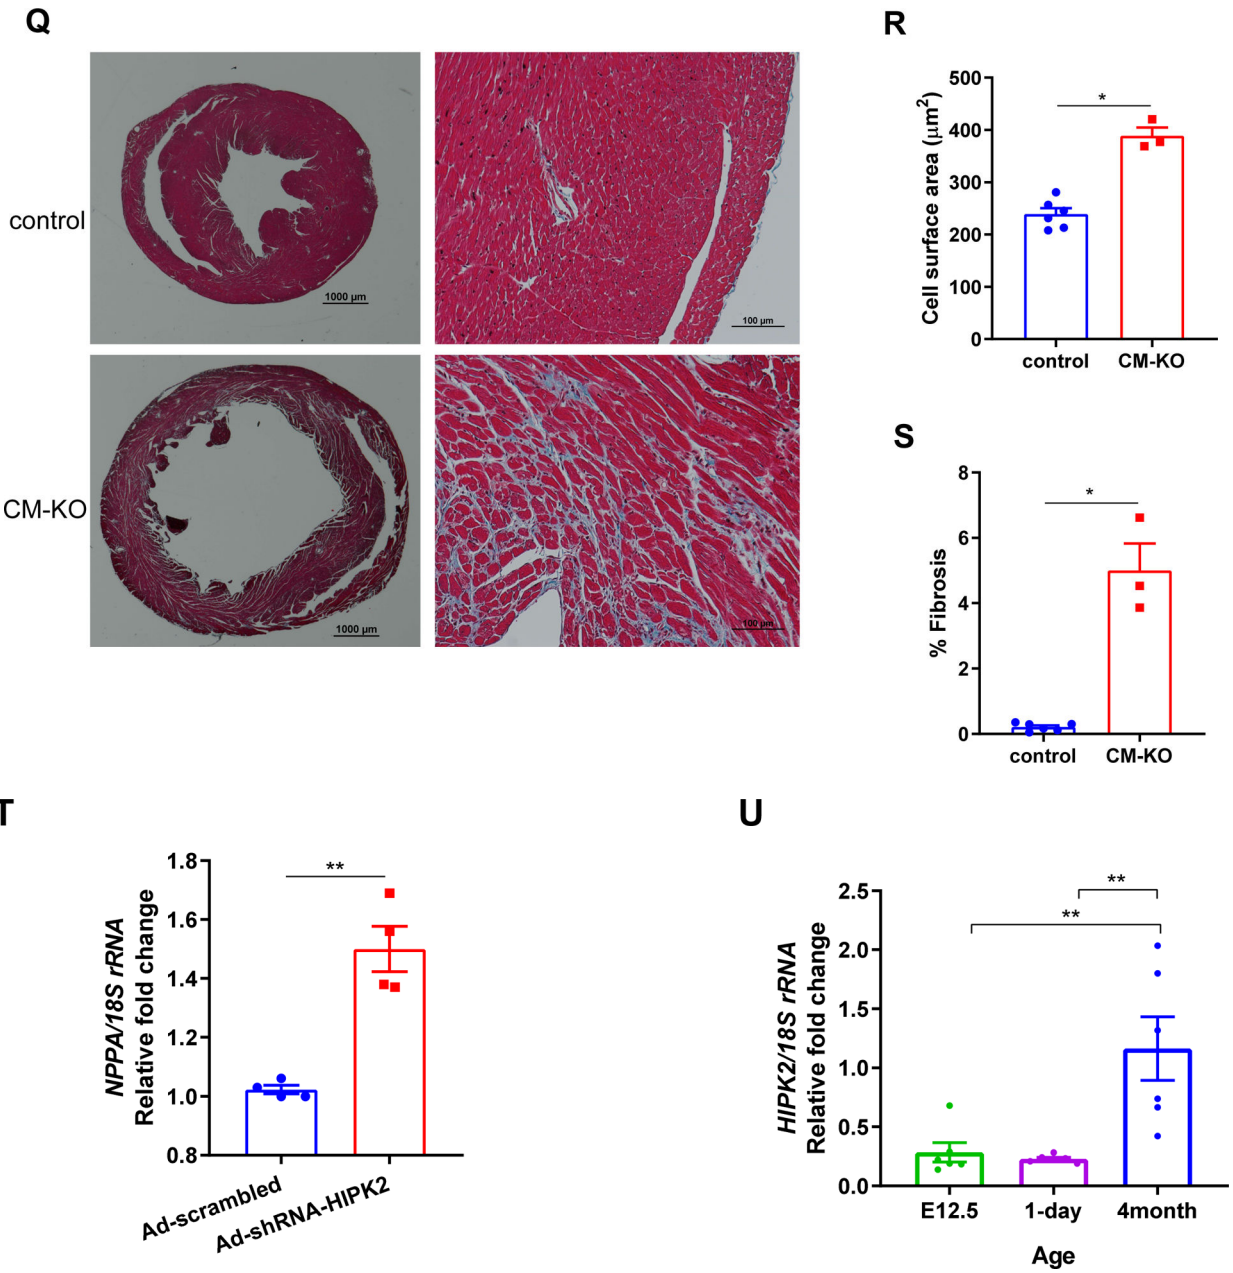 Q
control
1000 µm
100 µm
CM-KO
1000 µm
100 µm
R
Cell surface area (µm²)
500
400
300
200
100
0
*
control CM-KO
S
% Fibrosis
8
6
4
2
0
*
control CM-KO
T
NPPA/18S rRNA
Relative fold change
1.8
1.6
1.4
1.2
1.0
0.8
**
Ad-scrambled
Ad-shRNA-HIPK2
U
HIPK2/18S rRNA
Relative fold change
2.5
2.0
1.5
1.0
0.5
0.0
**
**
E12.5 1-day 4month
Age